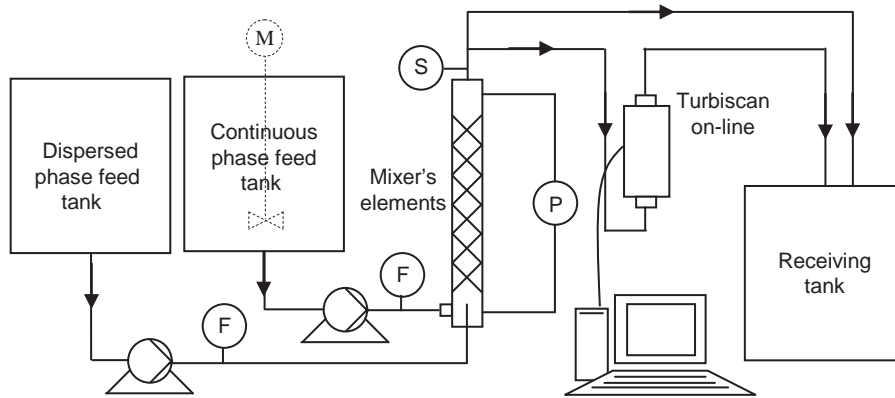 M
S
Dispersed
phase feed
tank
Continuous
phase feed
tank
Mixer's
elements
P
Turbiscan
on-line
Receiving
tank
F
F